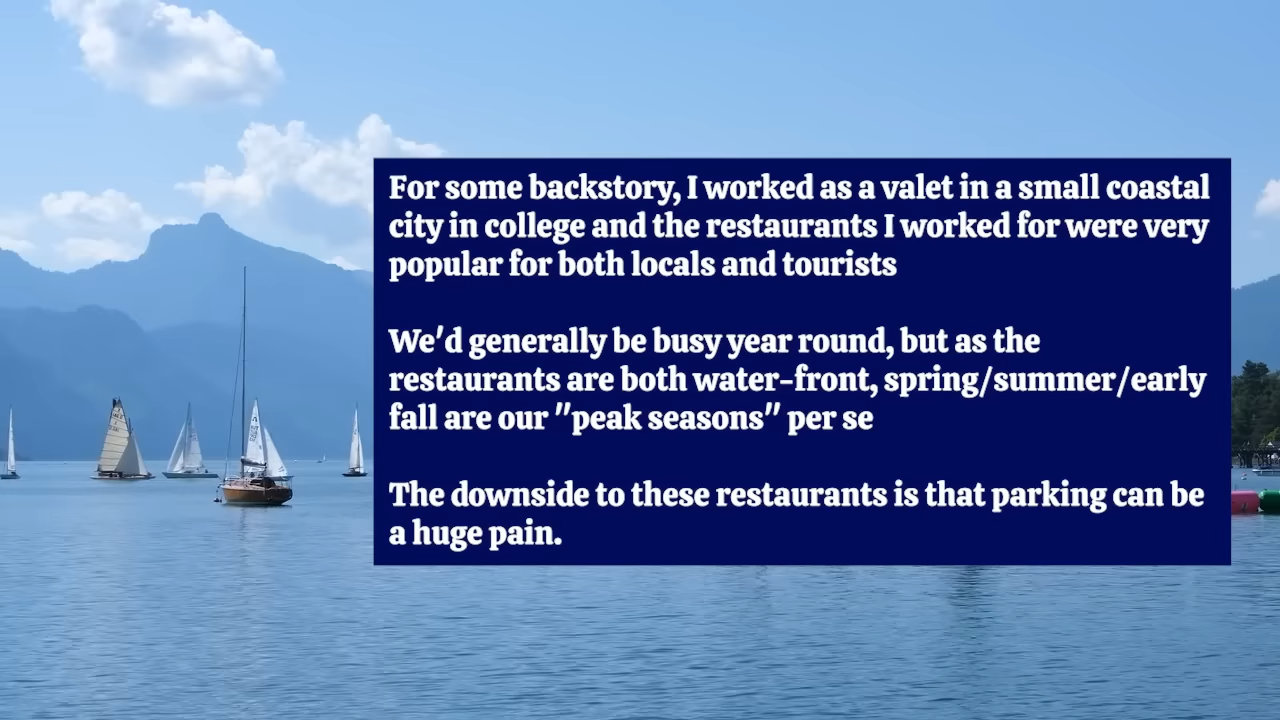 For some backstory, I worked as a valet in a small coastal
city in college and the restaurants I worked for were very
popular for both locals and tourists
We'd generally be busy year round, but as the
restaurants are both water-front, spring/summer/early
fall are our "peak seasons" per se
The downside to these restaurants is that parking can be
a huge pain.